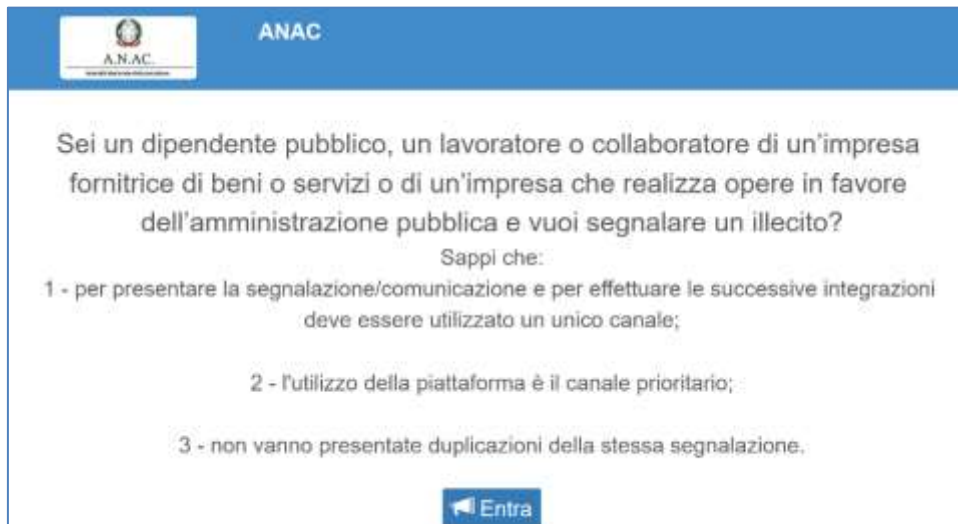 ANAC
A.N.AC.
Sei un dipendente pubblico, un lavoratore o collaboratore di un'impresa
fornitrice di beni o servizi o di un'impresa che realizza opere in favore
dell'amministrazione pubblica e vuoi segnalare un illecito?
Sappi che:
1 - per presentare la segnalazione/comunicazione e per effettuare le successive integrazioni
deve essere utilizzato un unico canale;
2 - l'utilizzo della piattaforma è il canale prioritario;
3 - non vanno presentate duplicazioni della stessa segnalazione.
Entra